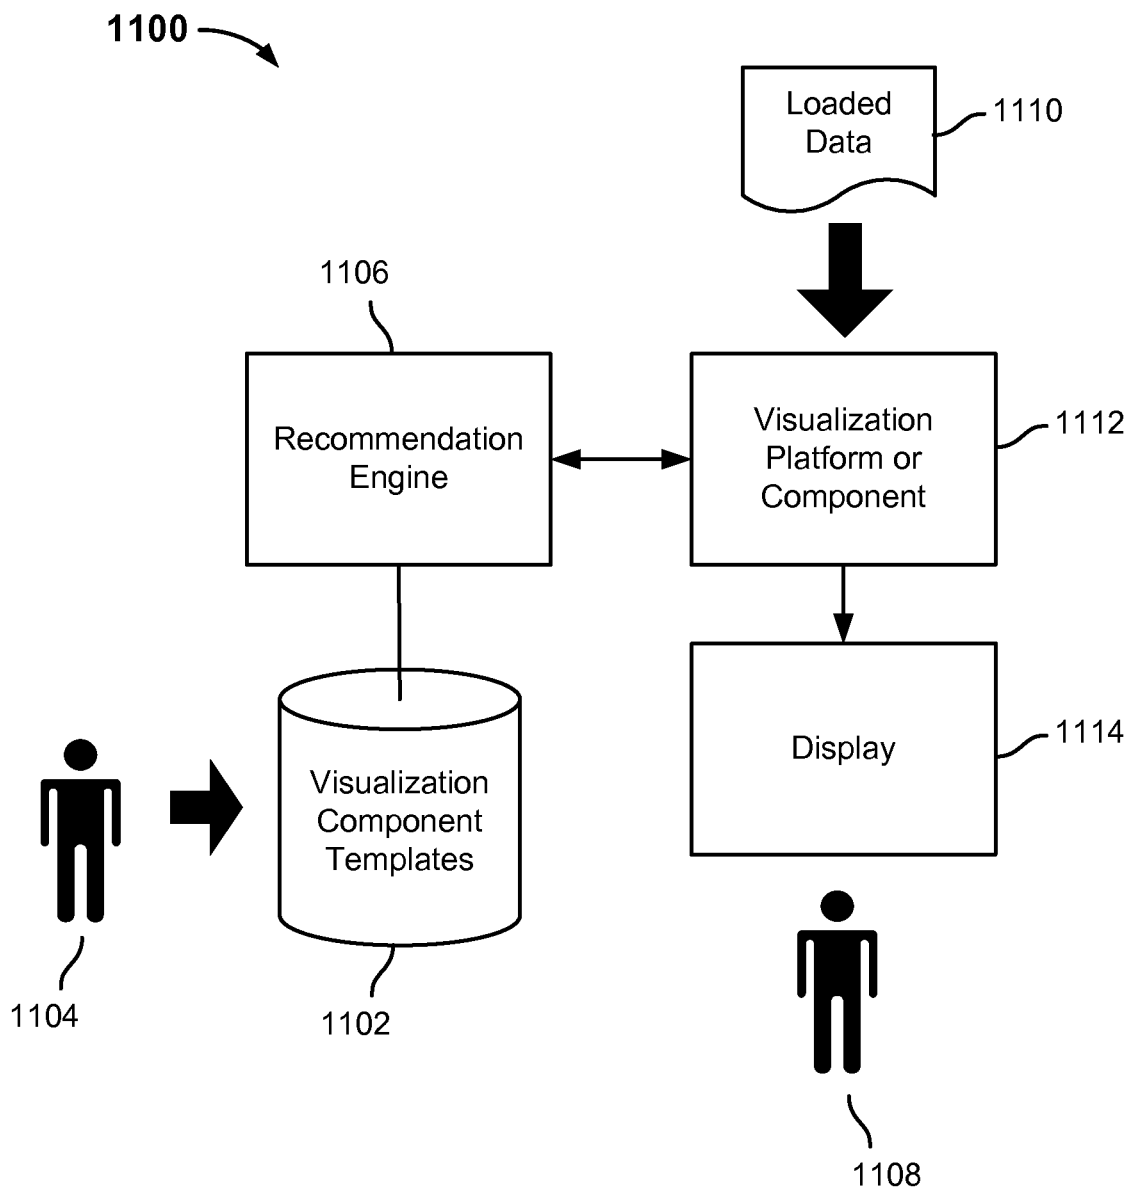 1100
Loaded
Data
1110
1106
Recommendation
Engine
Visualization
Platform or
Component
1112
Visualization
Component
Templates
Display
1114
1104
1102
1108